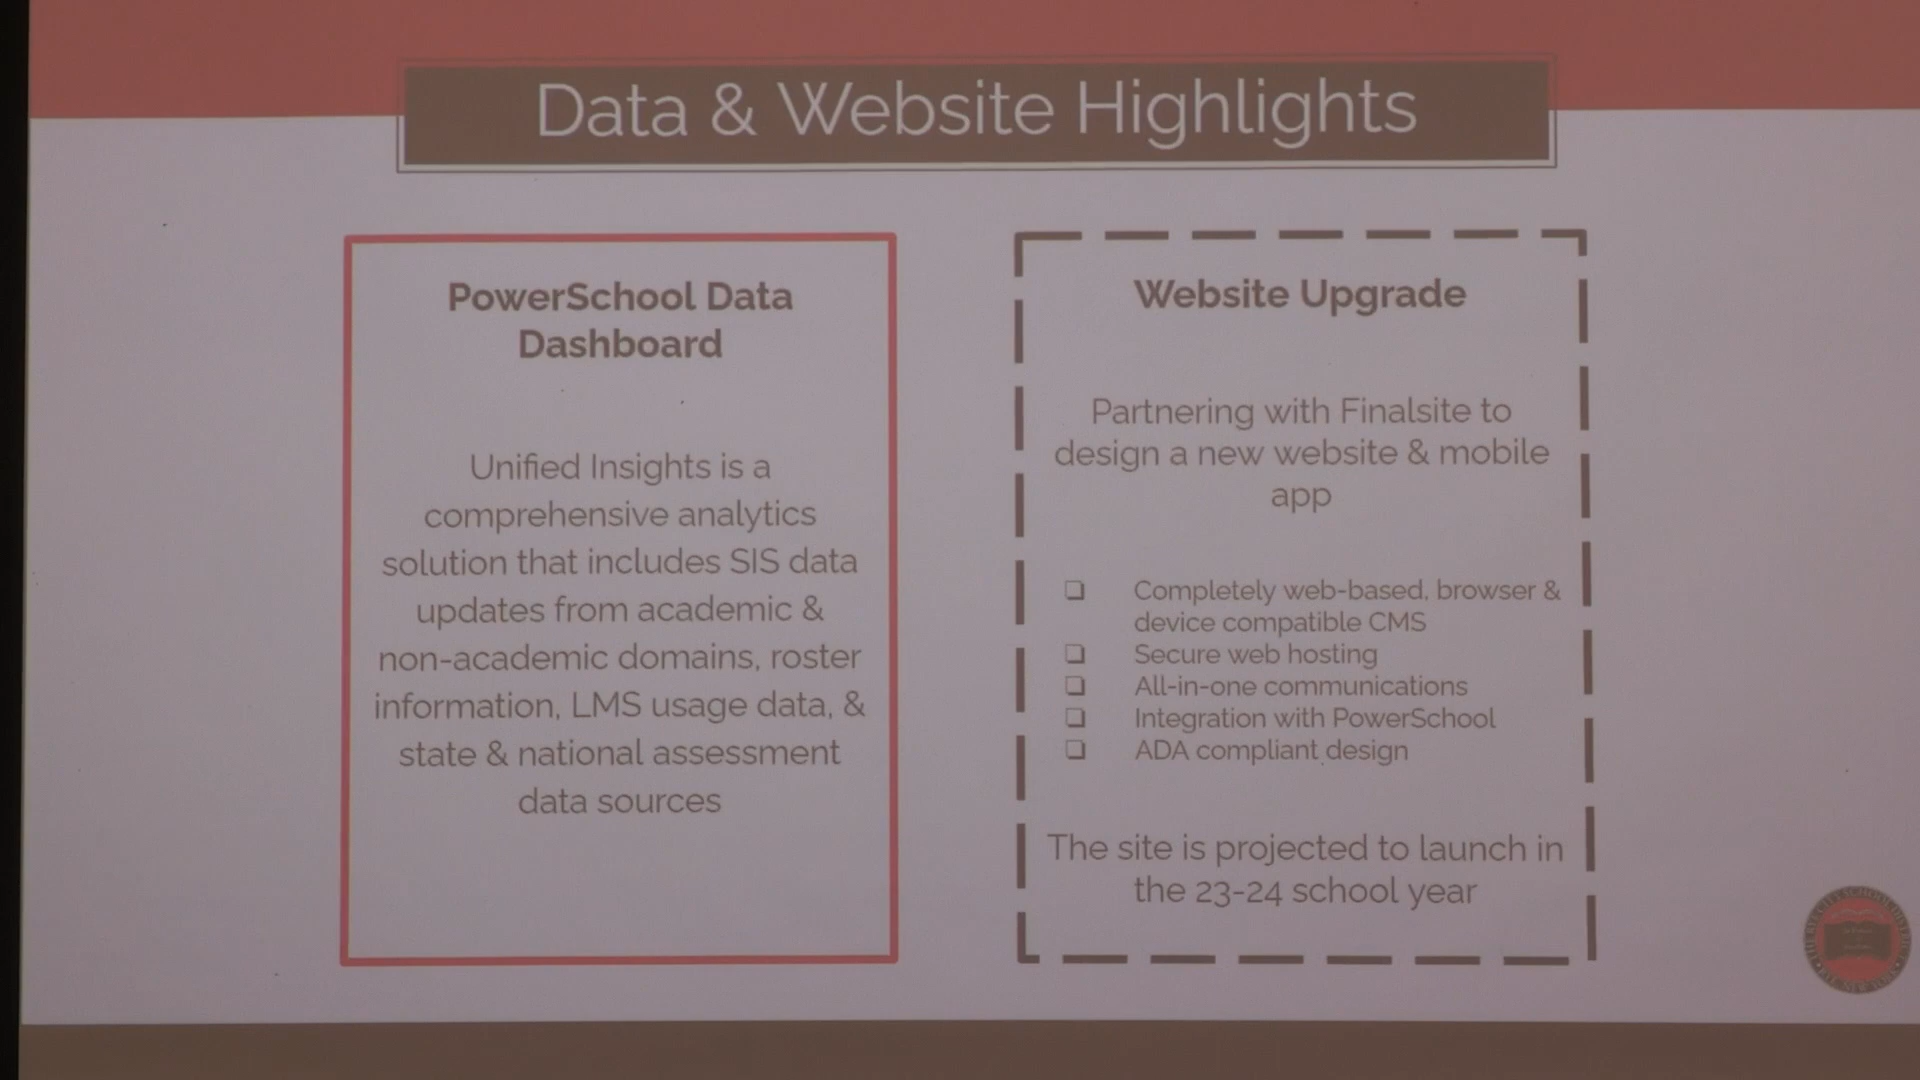 Data & Website Highlights
PowerSchool Data
Dashboard
Unified Insights is a
comprehensive analytics
solution that includes SIS data
updates from academic &
non-academic domains, roster
information, LMS usage data, &
state & national assessment
data sources
Website Upgrade
Partnering with Finalsite to
design a new website & mobile
app
❏ Completely web-based, browser &
device compatible CMS
❏ Secure web hosting
❏ All-in-one communications
❏ Integration with PowerSchool
❏ ADA compliant design
The site is projected to launch in
the 23-24 school year